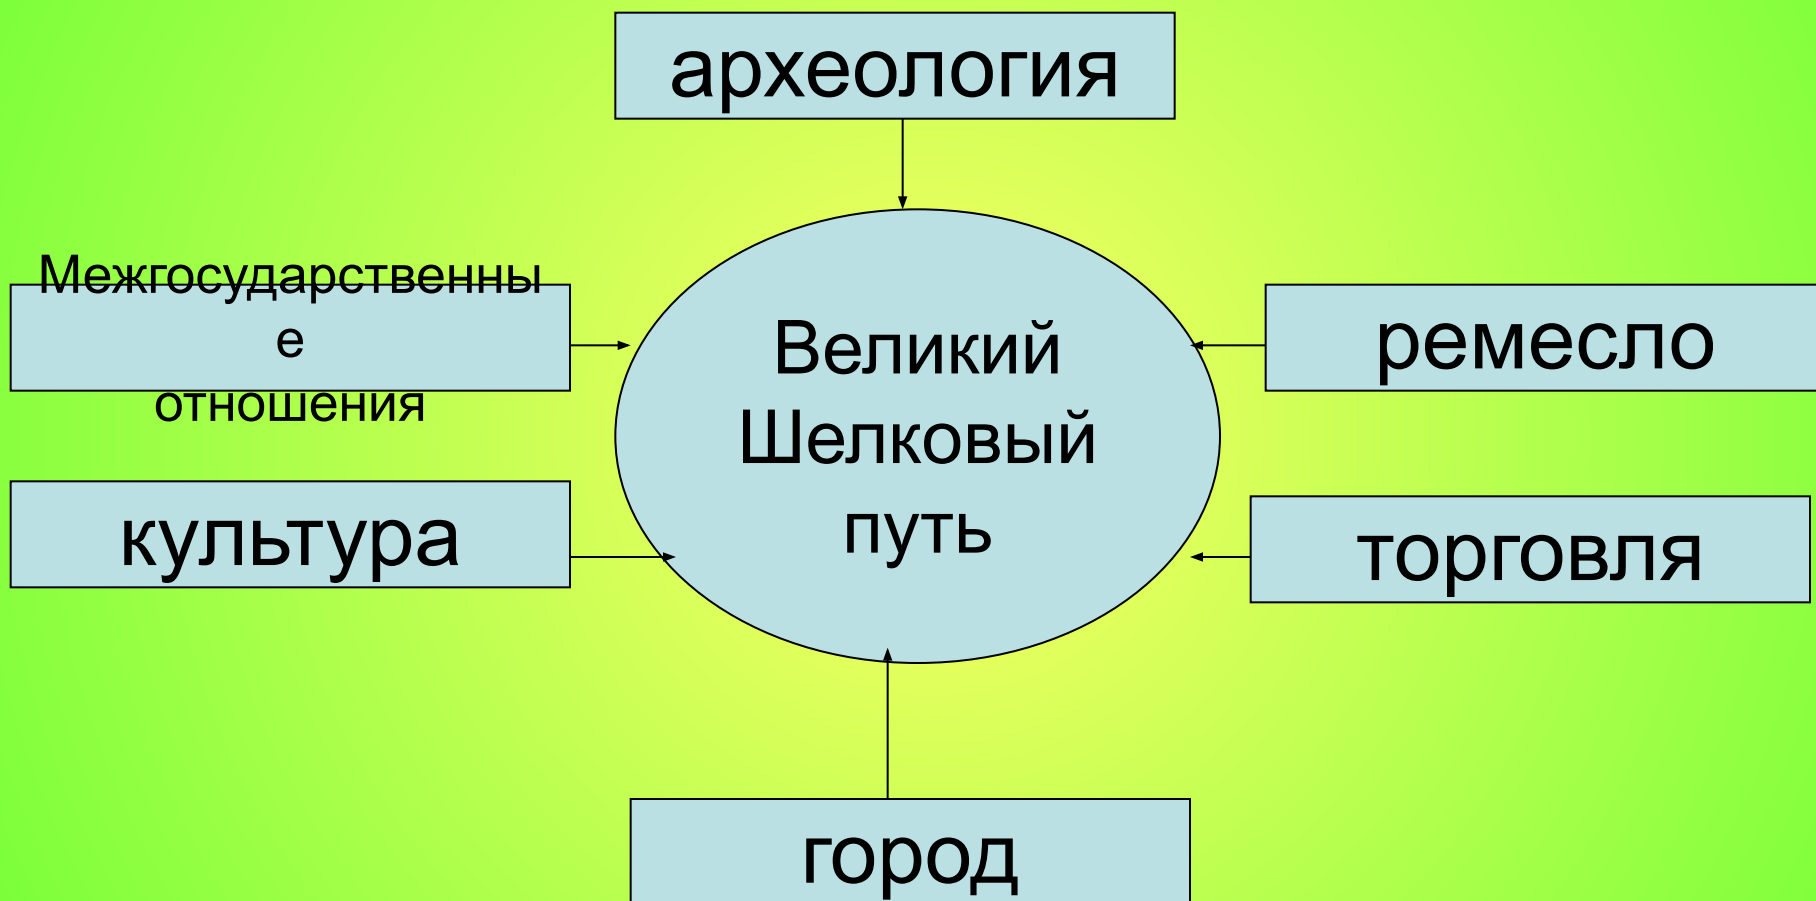 археология
Межгосударственны
е
отношения
Великий
Шелковый
путь
ремесло
культура
торговля
город